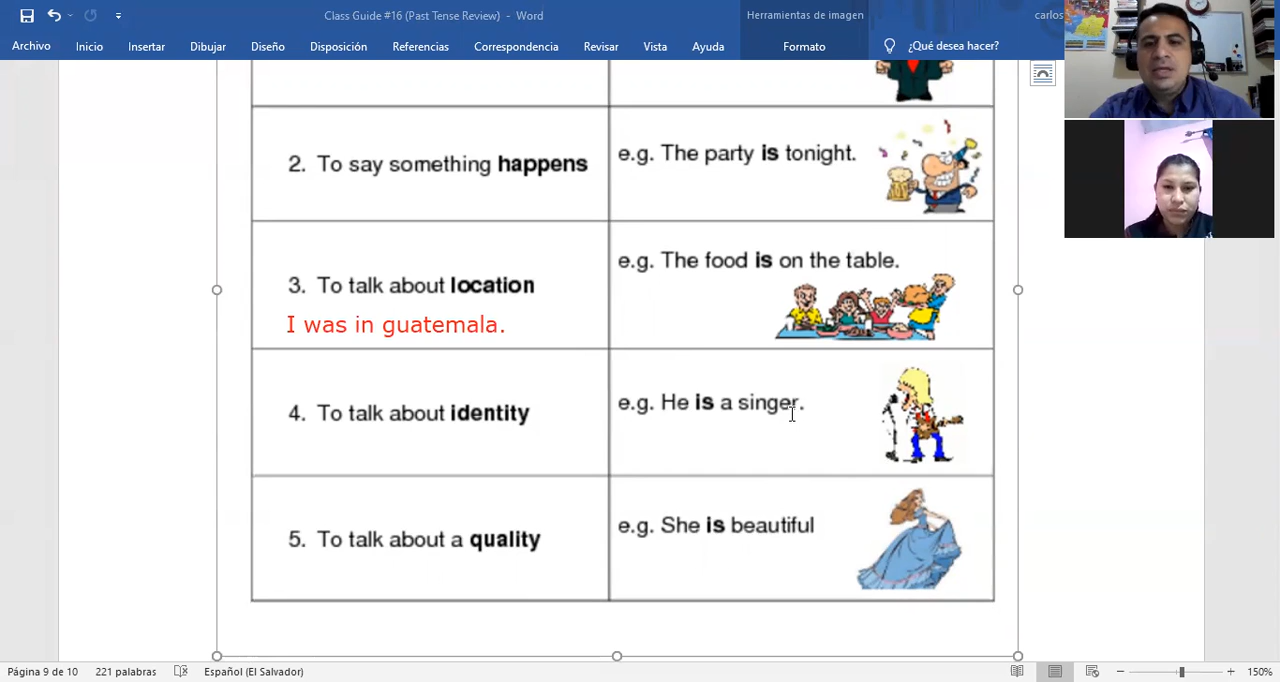 Class Guide #16 (Past Tense Review) - Word
Herramientas de imagen
carlos
Archivo Inicio Insertar Dibujar Diseño Disposición Referencias Correspondencia Revisar Vista Ayuda Formato ¿Qué desea hacer?
2. To say something happens
e.g. The party is tonight.
3. To talk about location
e.g. The food is on the table.
I was in guatemala.
4. To talk about identity
e.g. He is a singer.
5. To talk about a quality
e.g. She is beautiful
Página 9 de 10 221 palabras Español (El Salvador) 150%